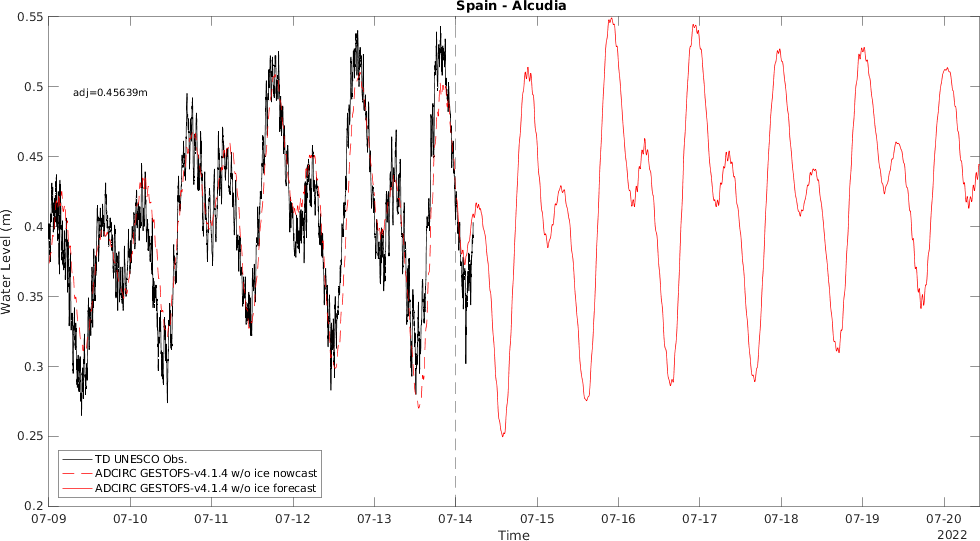 Spain - Alcudia
0.55
0.5
0.45
0.4
0.35
0.3
0.25
0.2
Water Level (m)
adj=0.45639m
TD UNESCO Obs.
ADCIRC GESTOFS-v4.1.4 w/o ice nowcast
ADCIRC GESTOFS-v4.1.4 w/o ice forecast
07-09 07-10 07-11 07-12 07-13 07-14 07-15 07-16 07-17 07-18 07-19 07-20
Time
2022